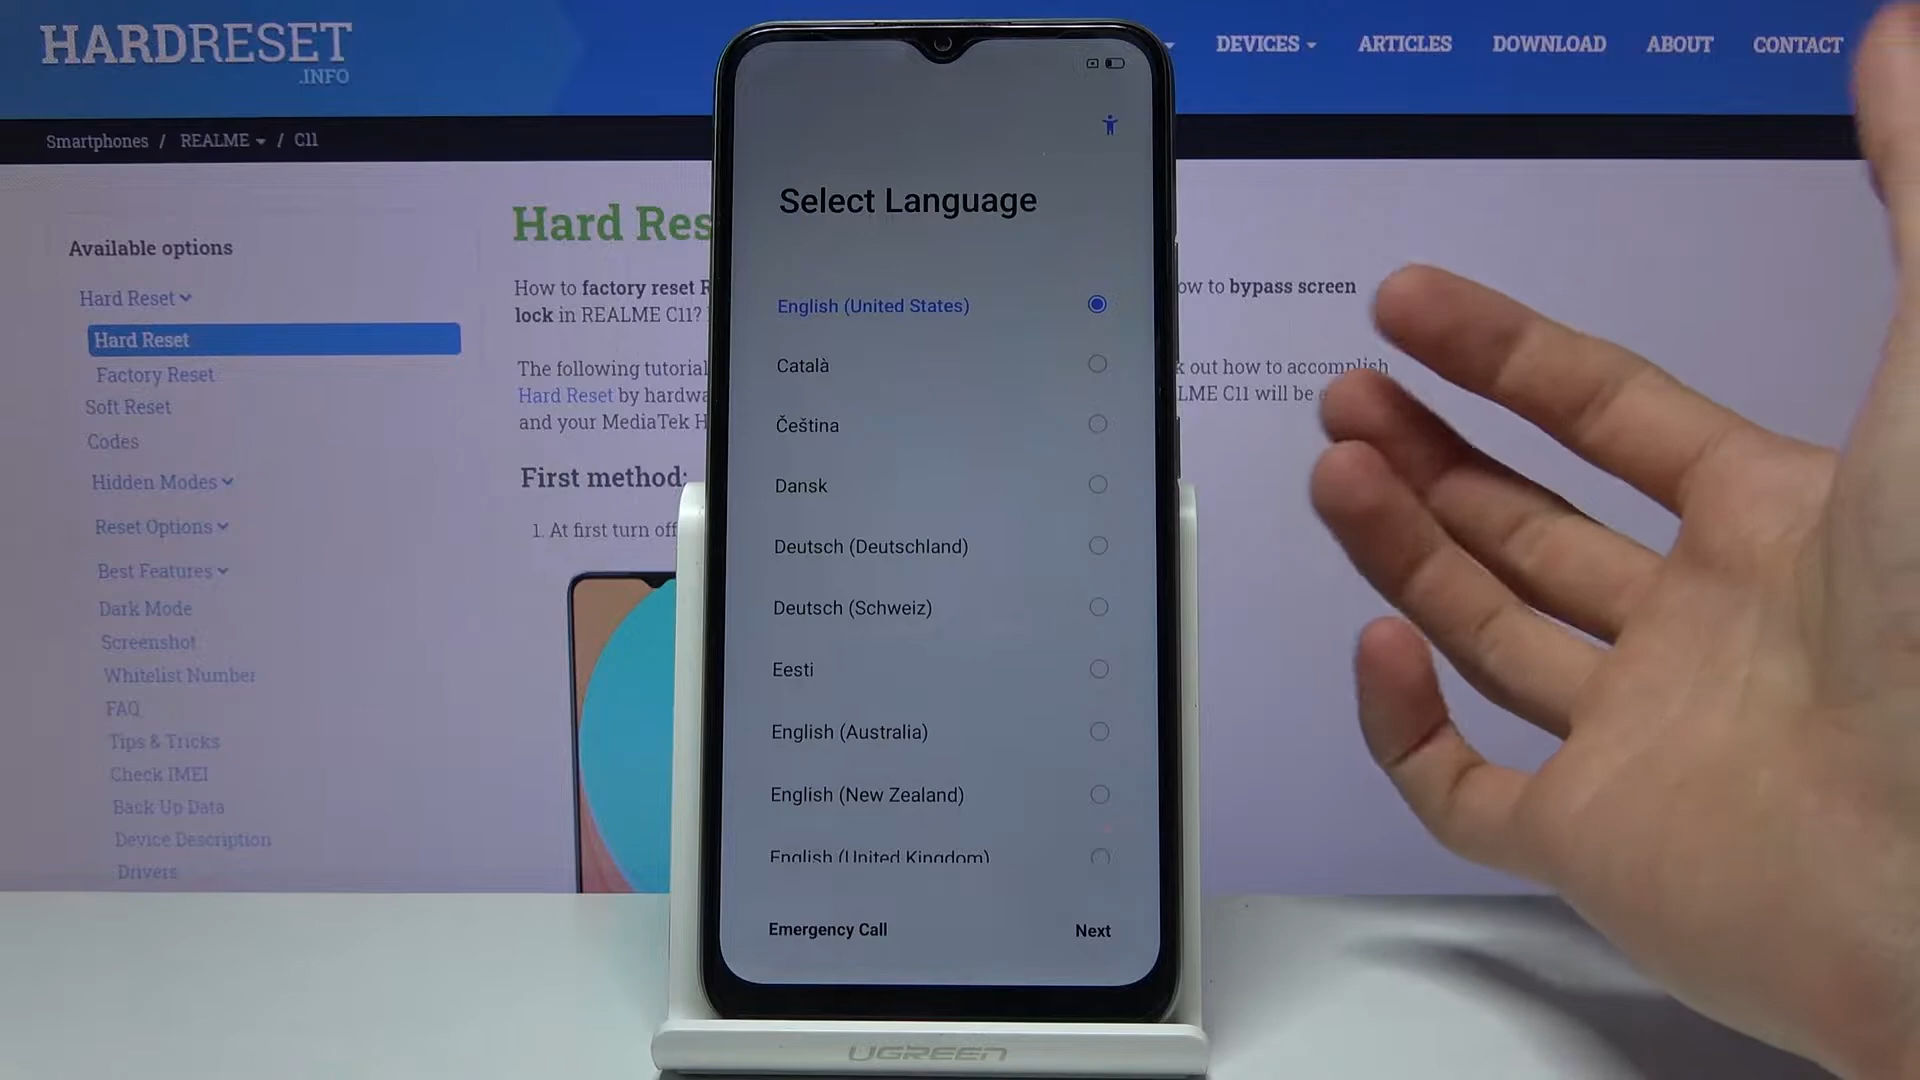 HARDRESET
.INFO
DEVICES
ARTICLES
DOWNLOAD
ABOUT
CONTACT
Smartphones / REALME / C11
Available options
Hard Reset
Hard Reset
Factory Reset
Soft Reset
Codes
Hidden Modes
Reset Options
Best Features
Dark Mode
Screenshot
Whitelist Number
FAQ
Tips & Tricks
Check IMEI
Back Up Data
Device Description
Drivers
Hard Res
How to factory reset R
lock in REALME C11?
The following tutorial
Hard Reset by hardwa
and your MediaTek H
First method:
1. At first turn off
ow to bypass screen
k out how to accomplish
LME C11 will be
Select Language
English (United States)
Català
Čeština
Dansk
Deutsch (Deutschland)
Deutsch (Schweiz)
Eesti
English (Australia)
English (New Zealand)
English (United Kingdom)
Emergency Call
Next
UGREEN